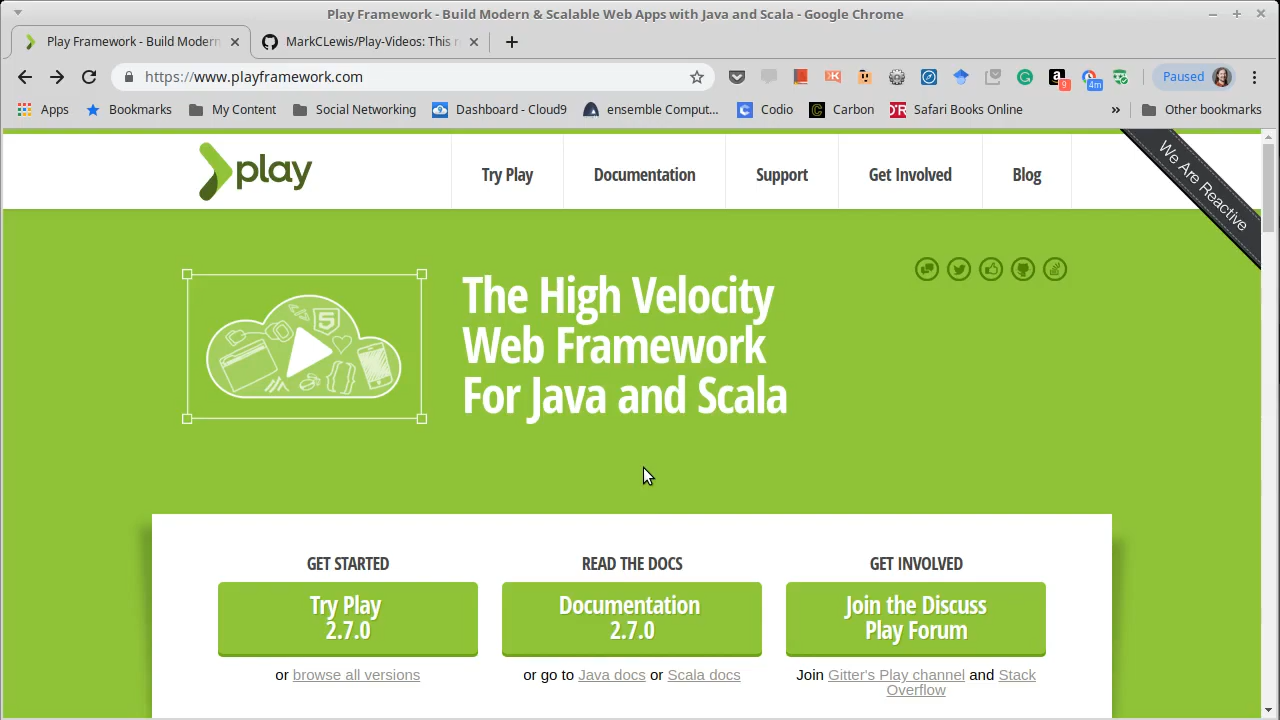 Play Framework - Build Modern & Scalable Web Apps with Java and Scala - Google Chrome
Play Framework - Build Modern
MarkCLewis/Play-Videos: This r
https://www.playframework.com
9
4m
Paused
Apps
Bookmarks
My Content
Social Networking
Dashboard - Cloud9
ensemble Comput...
Codio
Carbon
Safari Books Online
»
Other bookmarks
play
Try Play
Documentation
Support
Get Involved
Blog
We Are Reactive
The High Velocity
Web Framework
For Java and Scala
GET STARTED
READ THE DOCS
GET INVOLVED
Try Play
2.7.0
Documentation
2.7.0
Join the Discuss
Play Forum
or browse all versions
or go to Java docs or Scala docs
Join Gitter's Play channel and Stack
Overflow